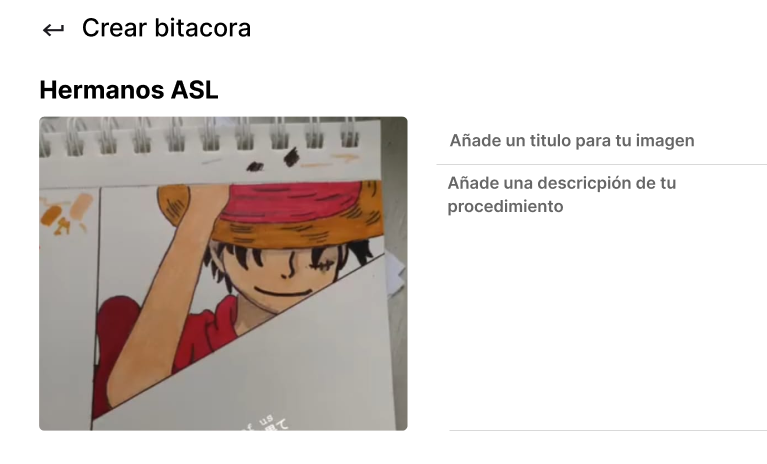 Crear bitacora
Hermanos ASL
Añade un titulo para tu imagen
Añade una descricpión de tu
procedimiento